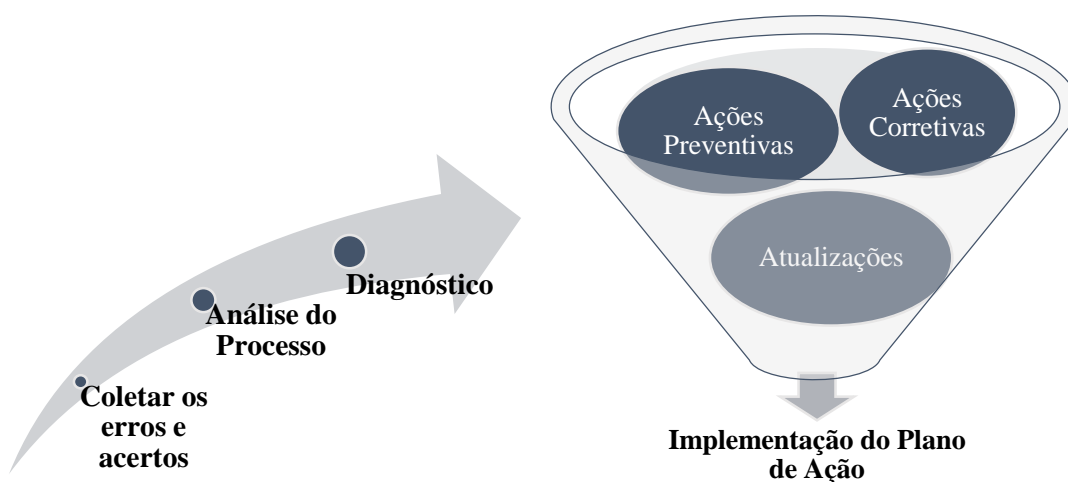 Coletar os
erros e
acertos
Análise do
Processo
Diagnóstico
Ações
Preventivas
Ações
Corretivas
Atualizações
Implementação do Plano
de Ação